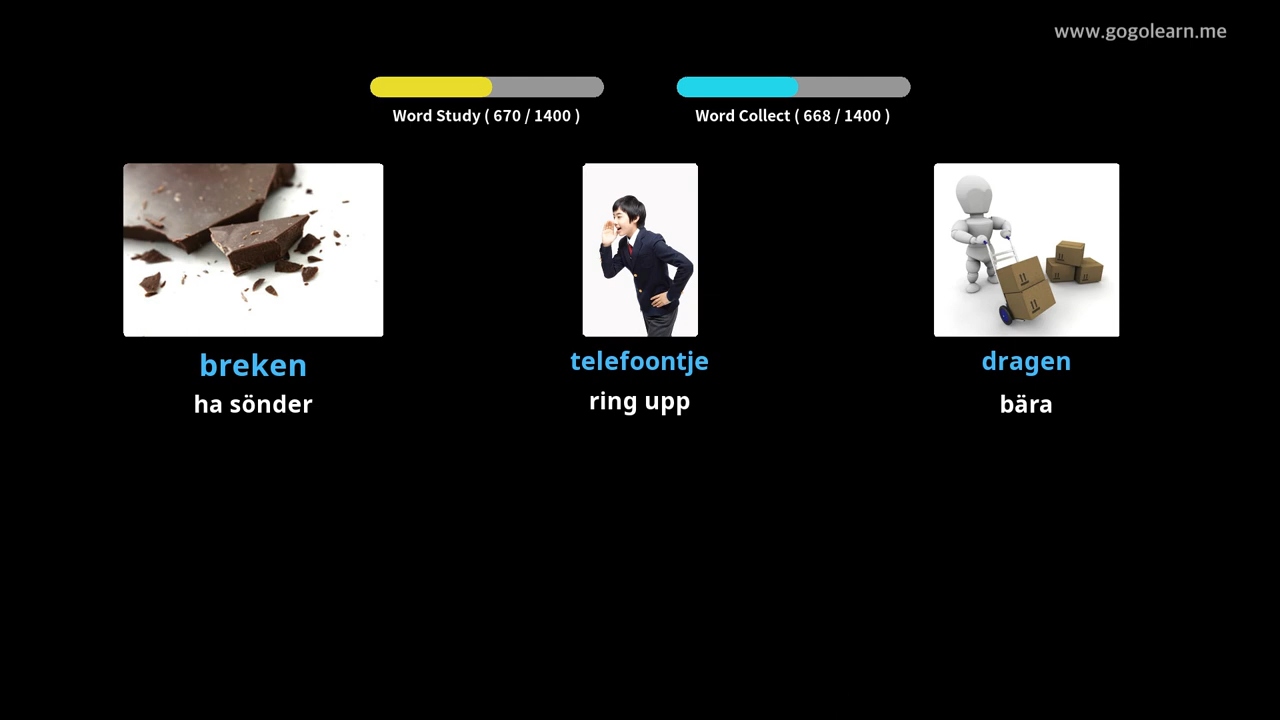 www.gogolearn.me
Word Study ( 670 / 1400 )
Word Collect ( 668 / 1400 )
breken
ha sönder
telefoontje
ring upp
dragen
bära